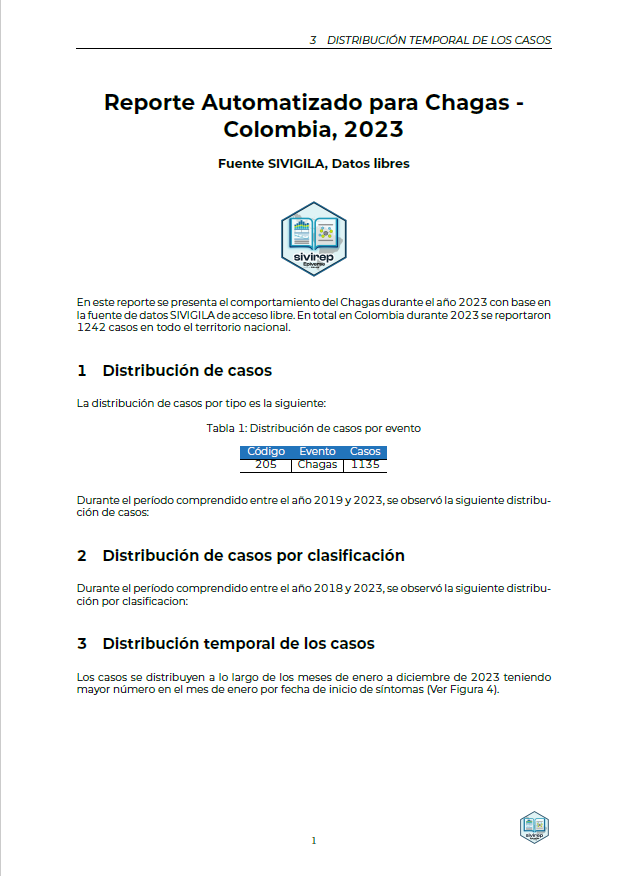 3 DISTRIBUCIÓN TEMPORAL DE LOS CASOS
Reporte Automatizado para Chagas -
Colombia, 2023
Fuente SIVIGILA, Datos libres
sivirep
Epiverse
En este reporte se presenta el comportamiento del Chagas durante el año 2023 con base en
la fuente de datos SIVIGILA de acceso libre. En total en Colombia durante 2023 se reportaron
1242 casos en todo el territorio nacional.
1 Distribución de casos
La distribución de casos por tipo es la siguiente:
Tabla 1: Distribución de casos por evento
Código Evento Casos
205 Chagas 1135
Durante el período comprendido entre el año 2019 y 2023, se observó la siguiente distribu-
ción de casos:
2 Distribución de casos por clasificación
Durante el período comprendido entre el año 2018 y 2023, se observó la siguiente distribu-
ción por clasificacion:
3 Distribución temporal de los casos
Los casos se distribuyen a lo largo de los meses de enero a diciembre de 2023 teniendo
mayor número en el mes de enero por fecha de inicio de síntomas (Ver Figura 4).
sivirep
1